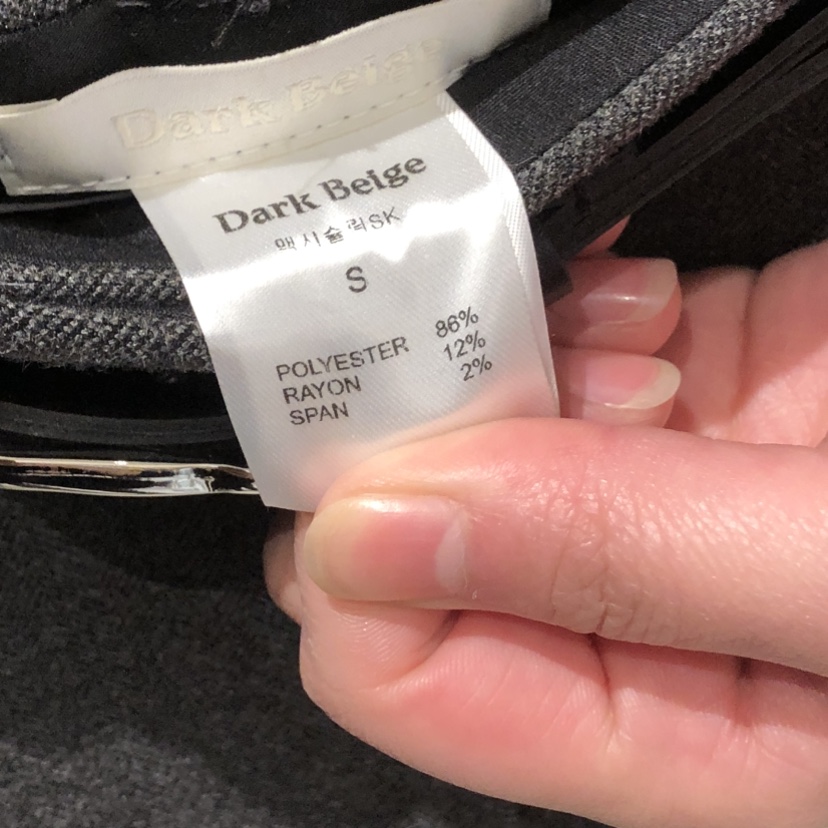 Dark Beige
Dark Beige
맥시슬릿SK
S
POLYESTER 86%
RAYON 12%
SPAN 2%